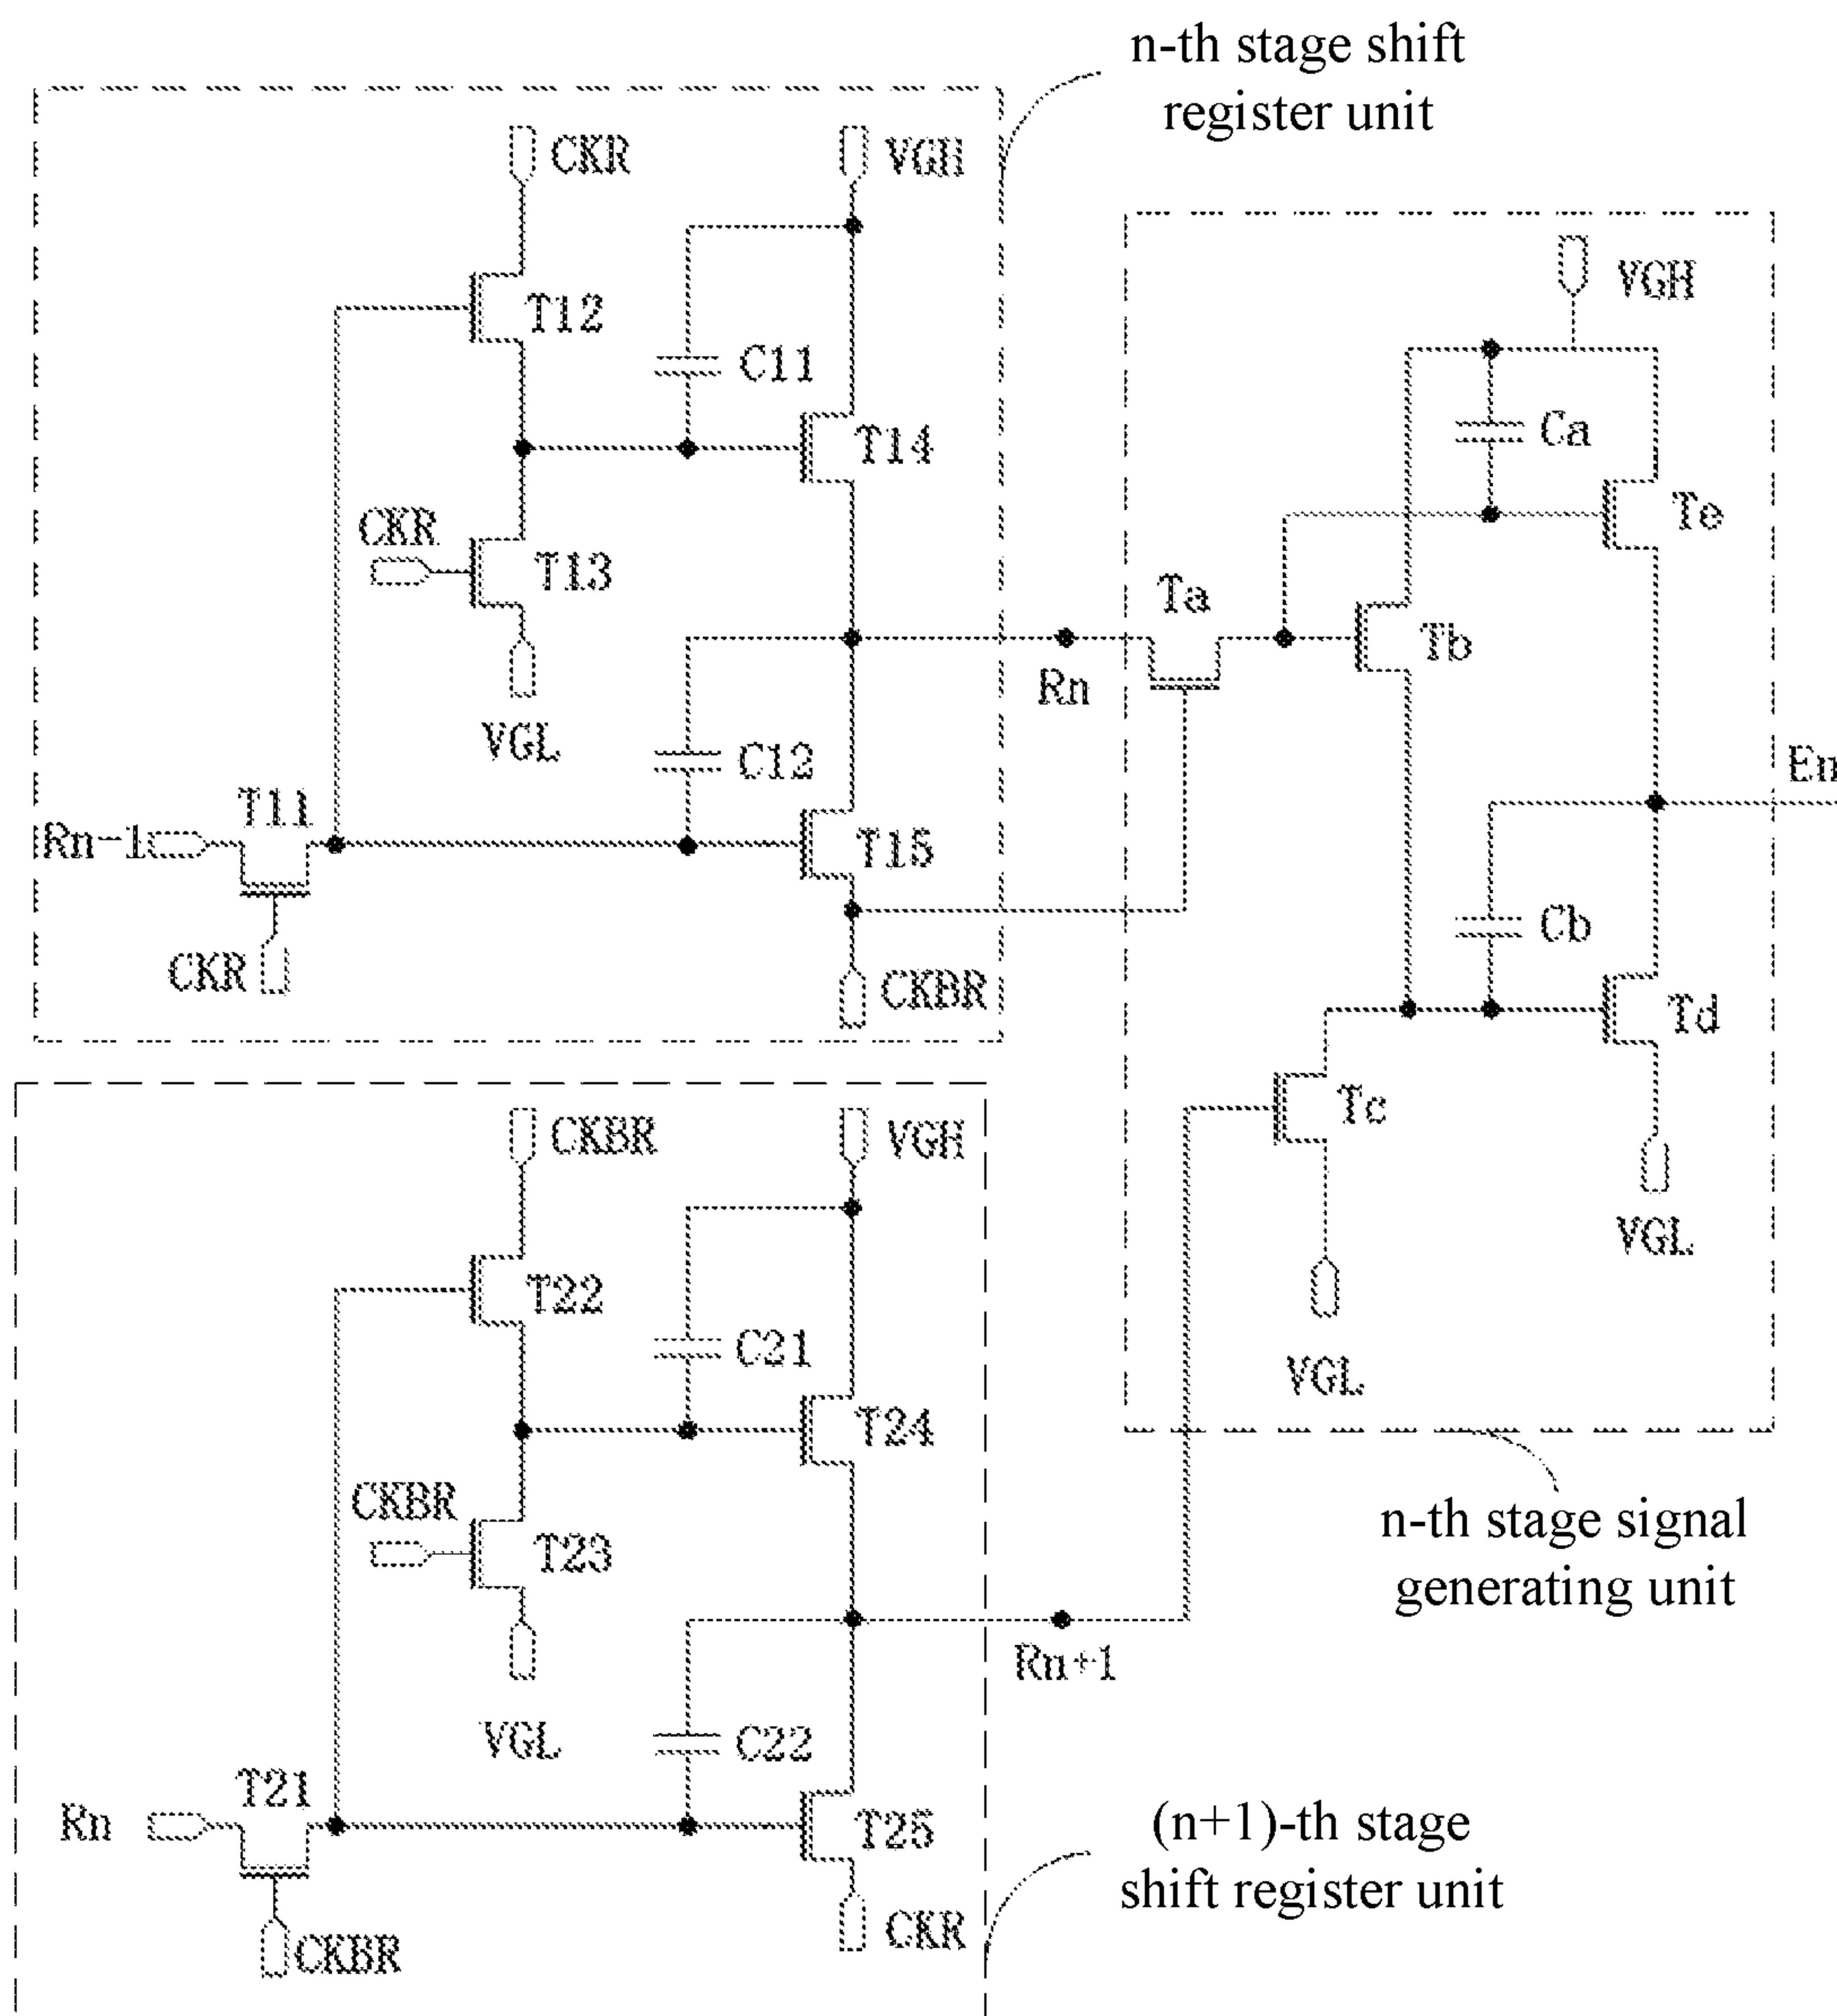 n-th stage shift
register unit
CKR
VGH
T12
C11
T14
CKR
T13
VGL
Rn
C12
T11
Rn-1
T15
CKR
CKBR
VGH
Ca
Te
Ta
Tb
En
Cb
Td
Tc
VGL
VGL
n-th stage signal
generating unit
CKBR
VGH
T22
C21
T24
CKBR
T23
VGL
Rn+1
C22
T21
Rn
T25
CKBR
CKR
(n+1)-th stage
shift register unit